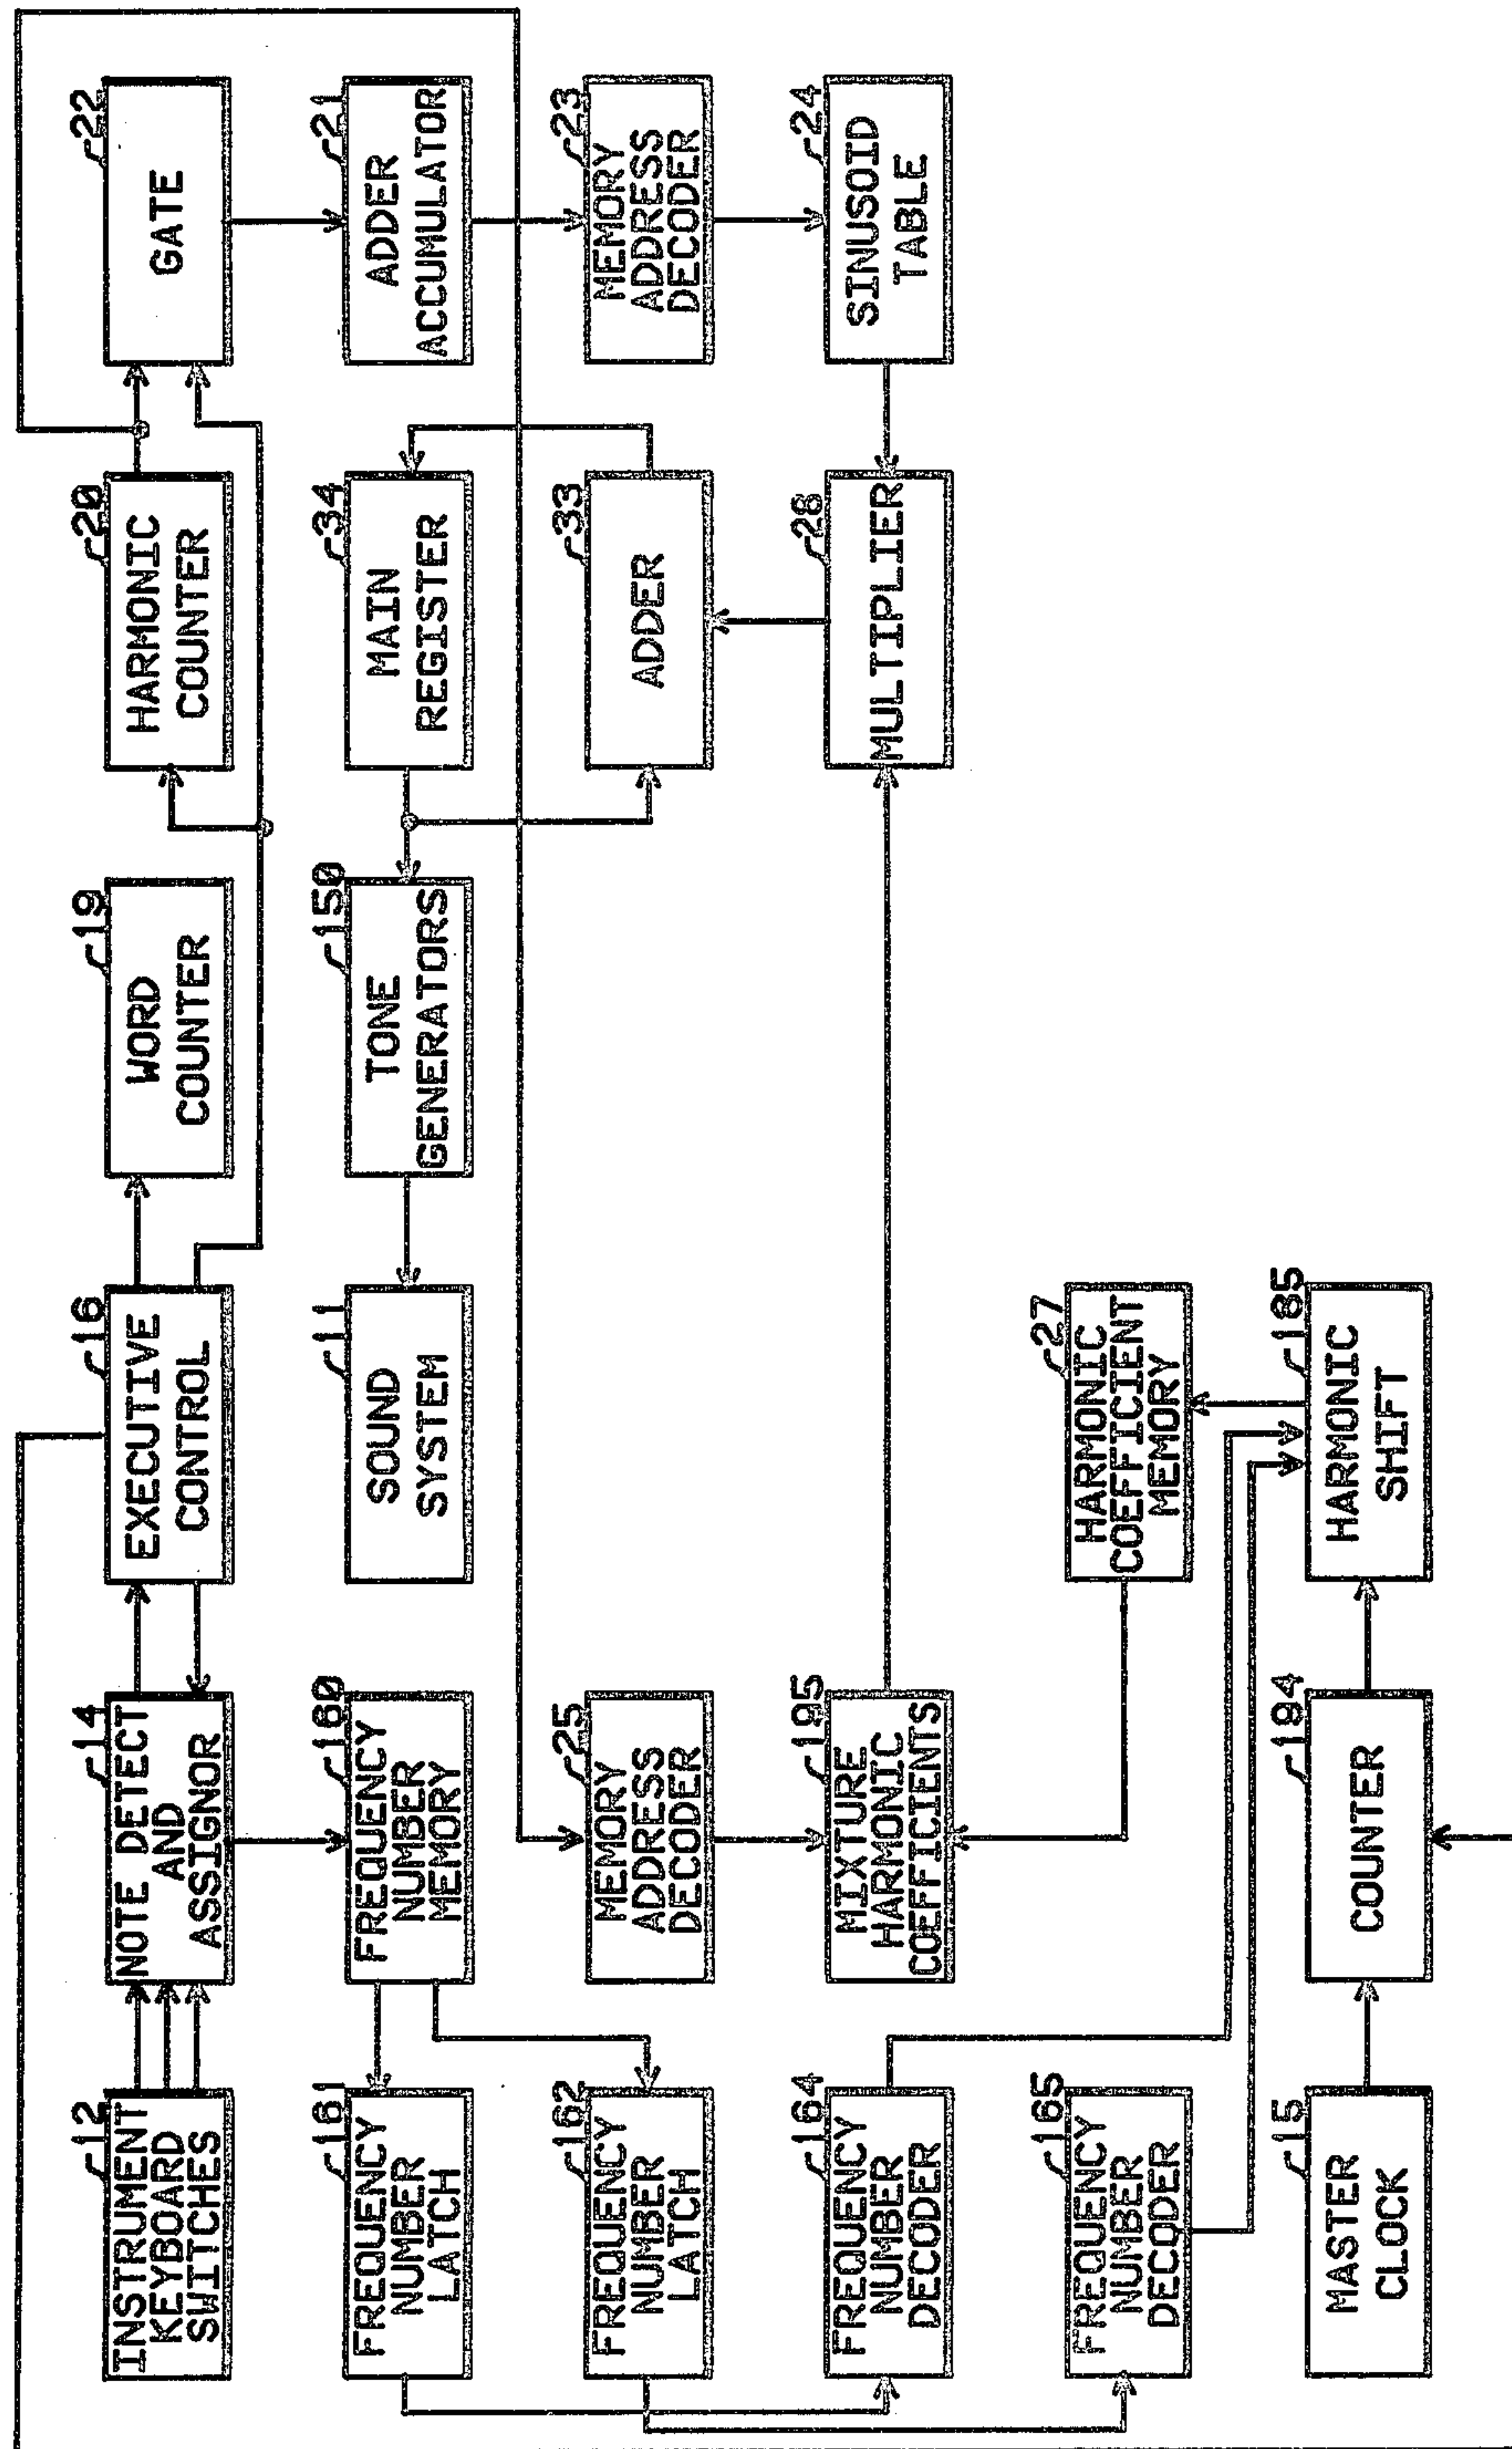 INSTRUMENT
KEYBOARD
SWITCHES
12
NOTE DETECT
AND
ASSIGNOR
14
EXECUTIVE
CONTROL
16
WORD
COUNTER
19
HARMONIC
COUNTER
20
GATE
22
FREQUENCY
NUMBER
LATCH
161
FREQUENCY
NUMBER
MEMORY
160
SOUND
SYSTEM
11
TONE
GENERATORS
150
MAIN
REGISTER
34
ADDER
ACCUMULATOR
21
FREQUENCY
NUMBER
LATCH
162
MEMORY
ADDRESS
DECODER
25
ADDER
33
MEMORY
ADDRESS
DECODER
23
FREQUENCY
NUMBER
DECODER
164
MIXTURE
HARMONIC
COEFFICIENTS
195
MULTIPLIER
28
SINUSOID
TABLE
24
FREQUENCY
NUMBER
DECODER
165
HARMONIC
COEFFICIENT
MEMORY
27
MASTER
CLOCK
15
COUNTER
194
HARMONIC
SHIFT
185